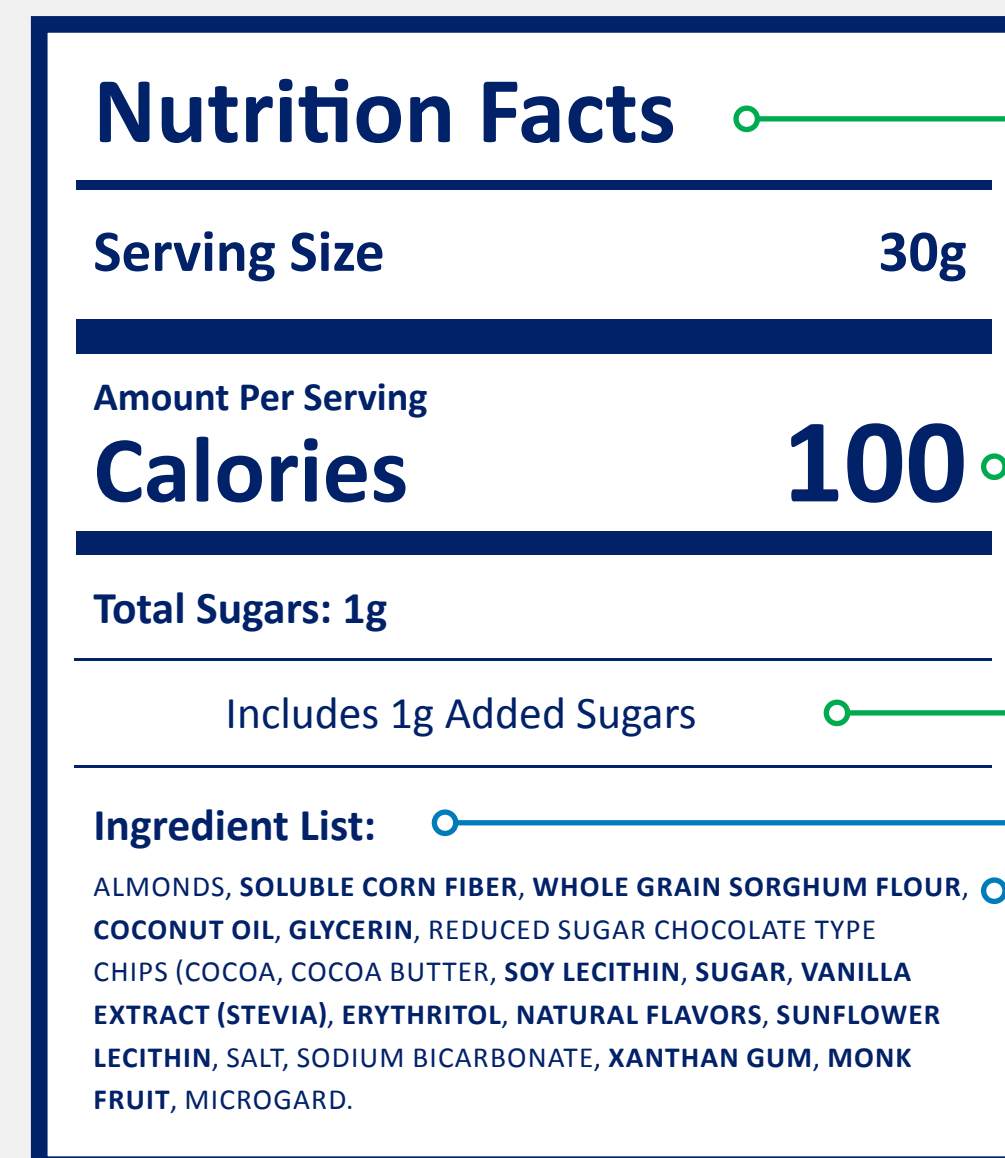 Nutrition Facts
Serving Size 30g
Amount Per Serving
Calories 100
Total Sugars: 1g
Includes 1g Added Sugars
Ingredient List:
ALMONDS, SOLUBLE CORN FIBER, WHOLE GRAIN SORGHUM FLOUR,
COCONUT OIL, GLYCERIN, REDUCED SUGAR CHOCOLATE TYPE
CHIPS (COCOA, COCOA BUTTER, SOY LECITHIN, SUGAR, VANILLA
EXTRACT (STEVIA), ERYTHRITOL, NATURAL FLAVORS, SUNFLOWER
LECITHIN, SALT, SODIUM BICARBONATE, XANTHAN GUM, MONK
FRUIT, MICROGARD.